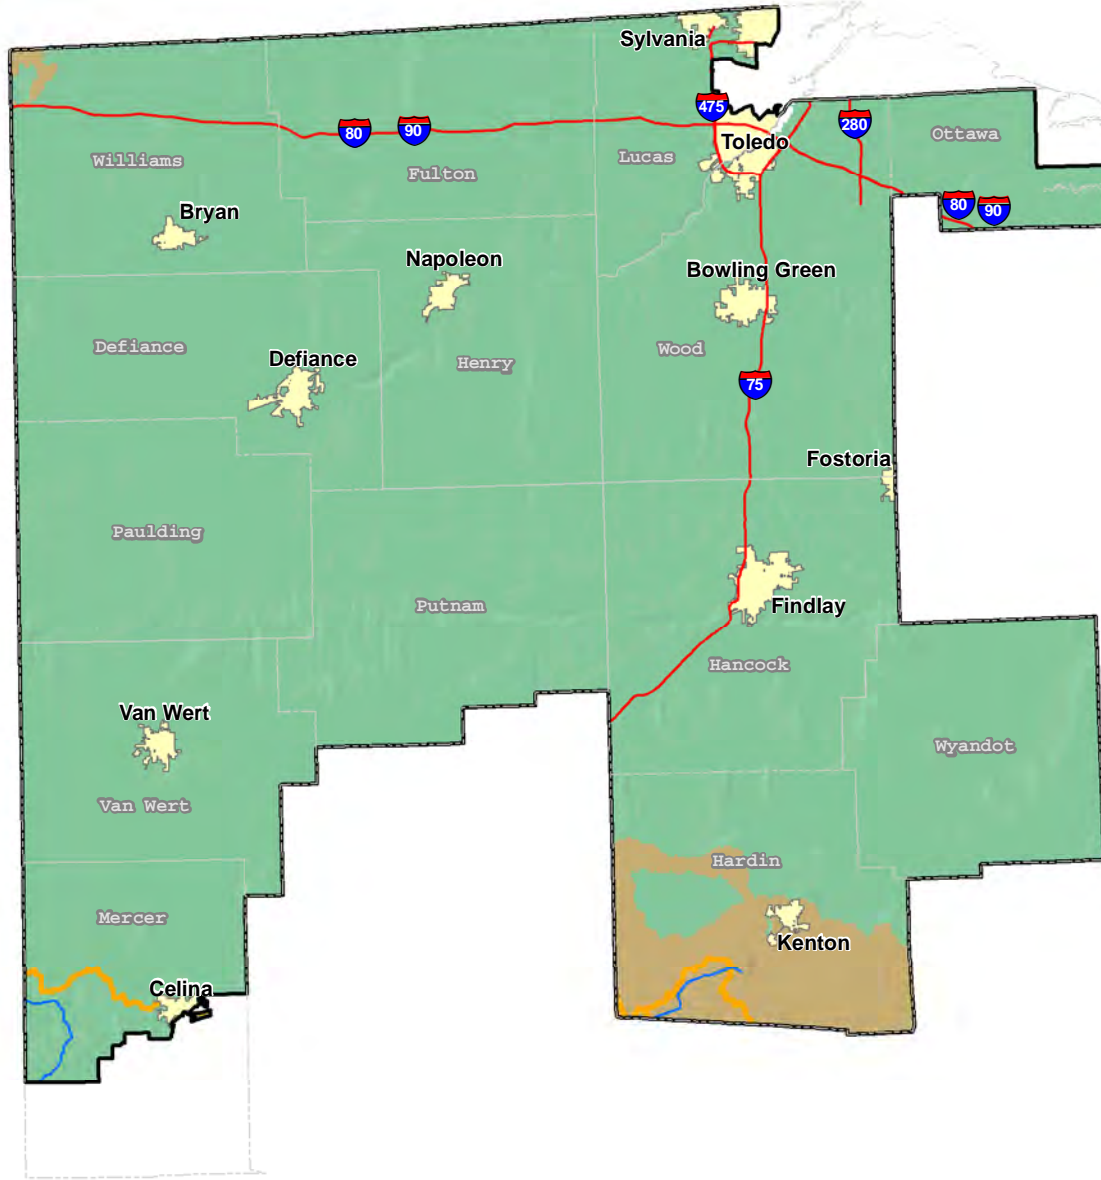 Sylvania
475
80
90
280
Ottawa
Toledo
Williams
Fulton
Lucas
80
90
Bryan
Napoleon
Bowling Green
Defiance
Defiance
Henry
Wood
75
Fostoria
Paulding
Putnam
Findlay
Hancock
Van Wert
Wyandot
Van Wert
Hardin
Mercer
Kenton
Celina